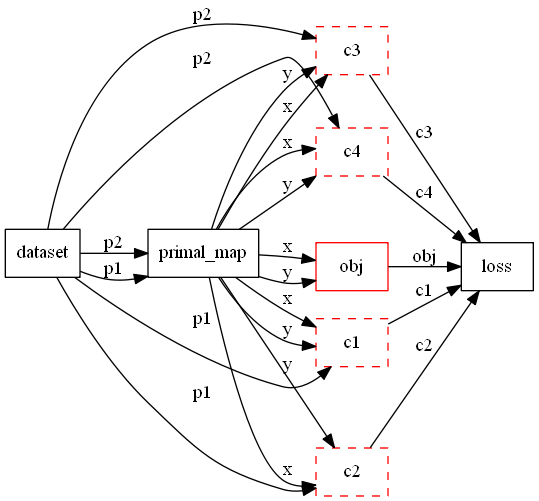 p2
c3
p2
y
x
c3
x
c4
y
c4
dataset
p2
primal_map
x
obj
obj
loss
p1
y
x
c1
p1
y
c1
y
c2
p1
x
c2